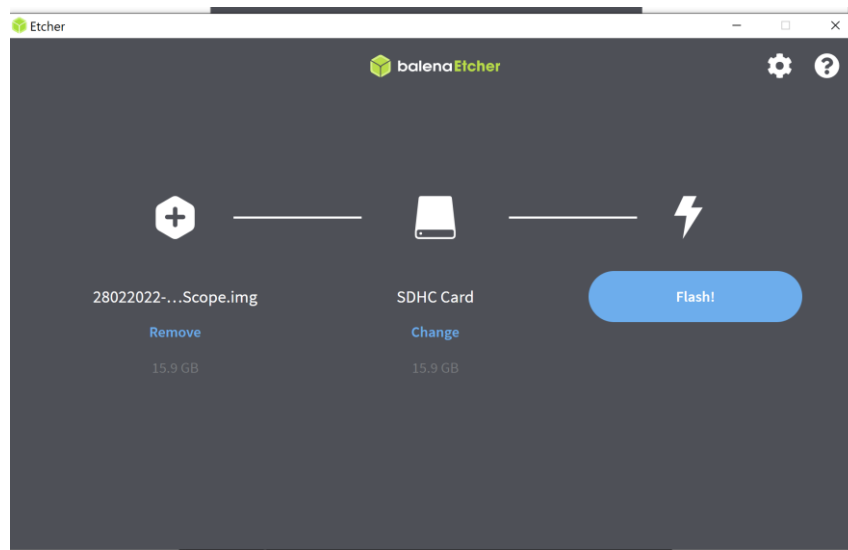 Etcher
balenaEtcher
28022022-...Scope.img
SDHC Card
Flash!
Remove
Change
15.9 GB
15.9 GB